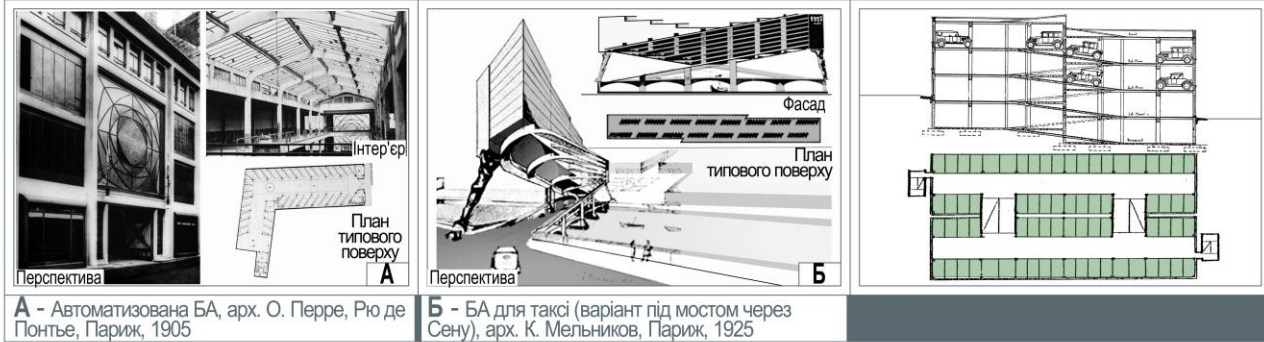 Інтер'єр
План
типового
поверху
Перспектива
А
Фасад
План
типового поверху
Перспектива
Б
А - Автоматизована БА, арх. О. Перре, Рю де
Понтьє, Париж, 1905
Б - БА для таксі (варіант під мостом через
Сену), арх. К. Мельников, Париж, 1925